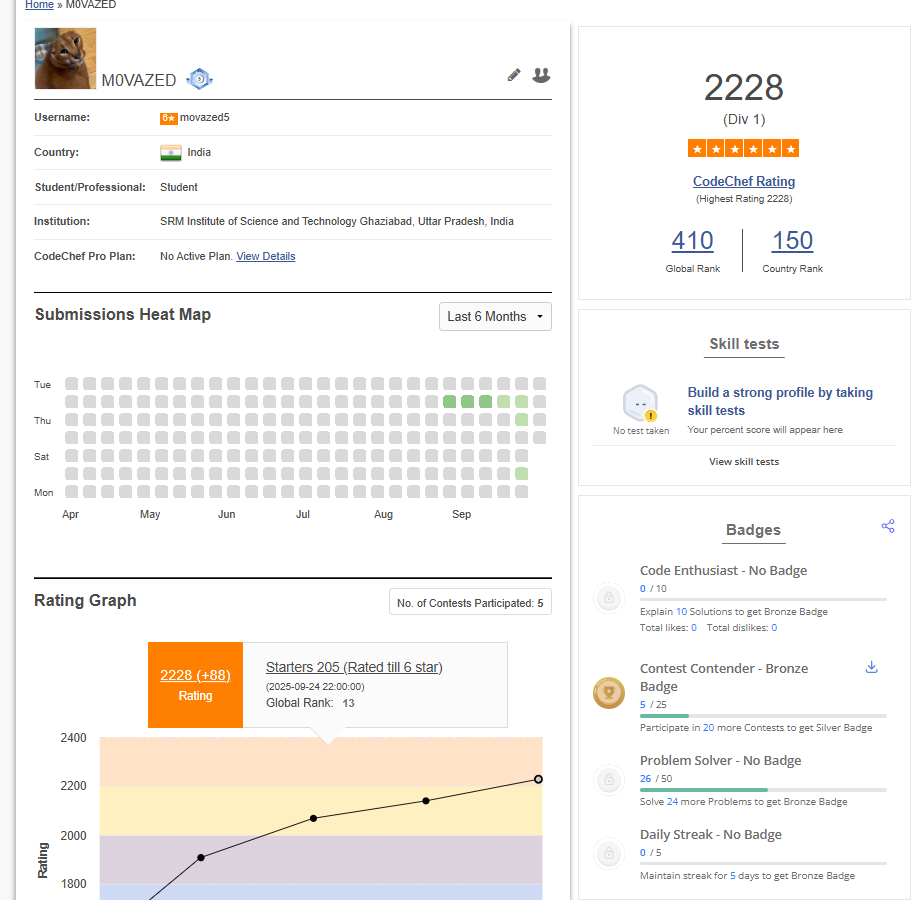 Home » M0VAZED
M0VAZED
Username:
6★ movazed5
Country:
India
Student/Professional:
Student
Institution:
SRM Institute of Science and Technology Ghaziabad, Uttar Pradesh, India
CodeChef Pro Plan:
No Active Plan. View Details
Submissions Heat Map
Last 6 Months
Tue
Thu
Sat
Mon
Apr May Jun Jul Aug Sep
Rating Graph
No. of Contests Participated: 5
2228 (+88)
Rating
Starters 205 (Rated till 6 star)
(2025-09-24 22:00:00)
Global Rank: 13
2400
2200
2000
1800
Rating
2228
(Div 1)
★★★★★★
CodeChef Rating
(Highest Rating 2228)
410
Global Rank
150
Country Rank
Skill tests
--
!
No test taken
Build a strong profile by taking
skill tests
Your percent score will appear here
View skill tests
Badges
Code Enthusiast - No Badge
0 / 10
Explain 10 Solutions to get Bronze Badge
Total likes: 0 Total dislikes: 0
Contest Contender - Bronze
Badge
5 / 25
Participate in 20 more Contests to get Silver Badge
Problem Solver - No Badge
26 / 50
Solve 24 more Problems to get Bronze Badge
Daily Streak - No Badge
0 / 5
Maintain streak for 5 days to get Bronze Badge